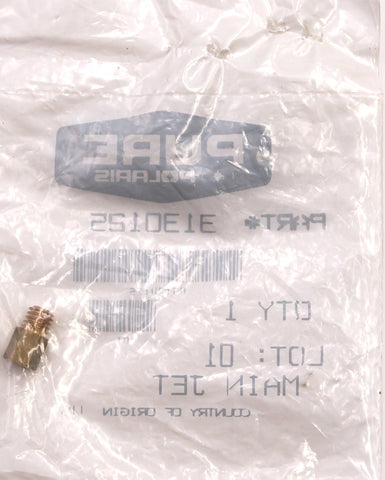 PURE
POLARIS
PART# 3130125
QTY 1
LOT: 01
MAIN JET
COUNTRY OF ORIGIN